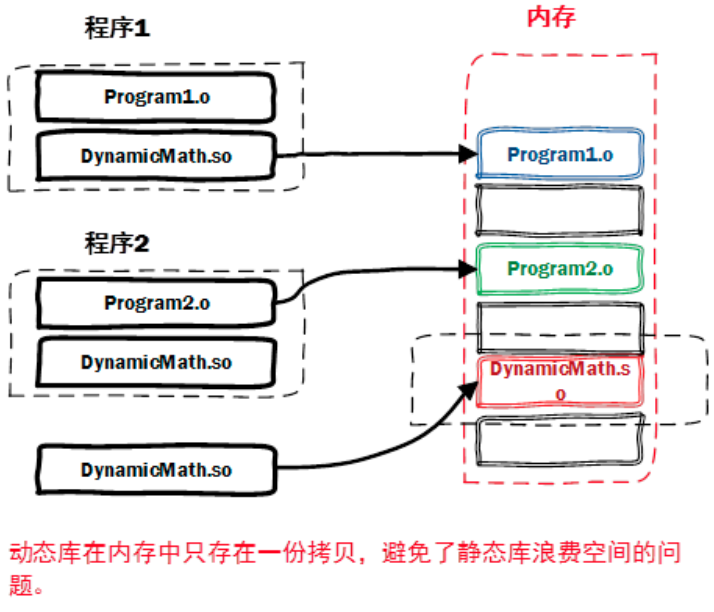 程序1
Program1.o
DynamicMath.so
程序2
Program2.o
DynamicMath.so
DynamicMath.so
内存
Program1.o
Program2.o
DynamicMath.s
o
动态库在内存中只存在一份拷贝，避免了静态库浪费空间的问
题。